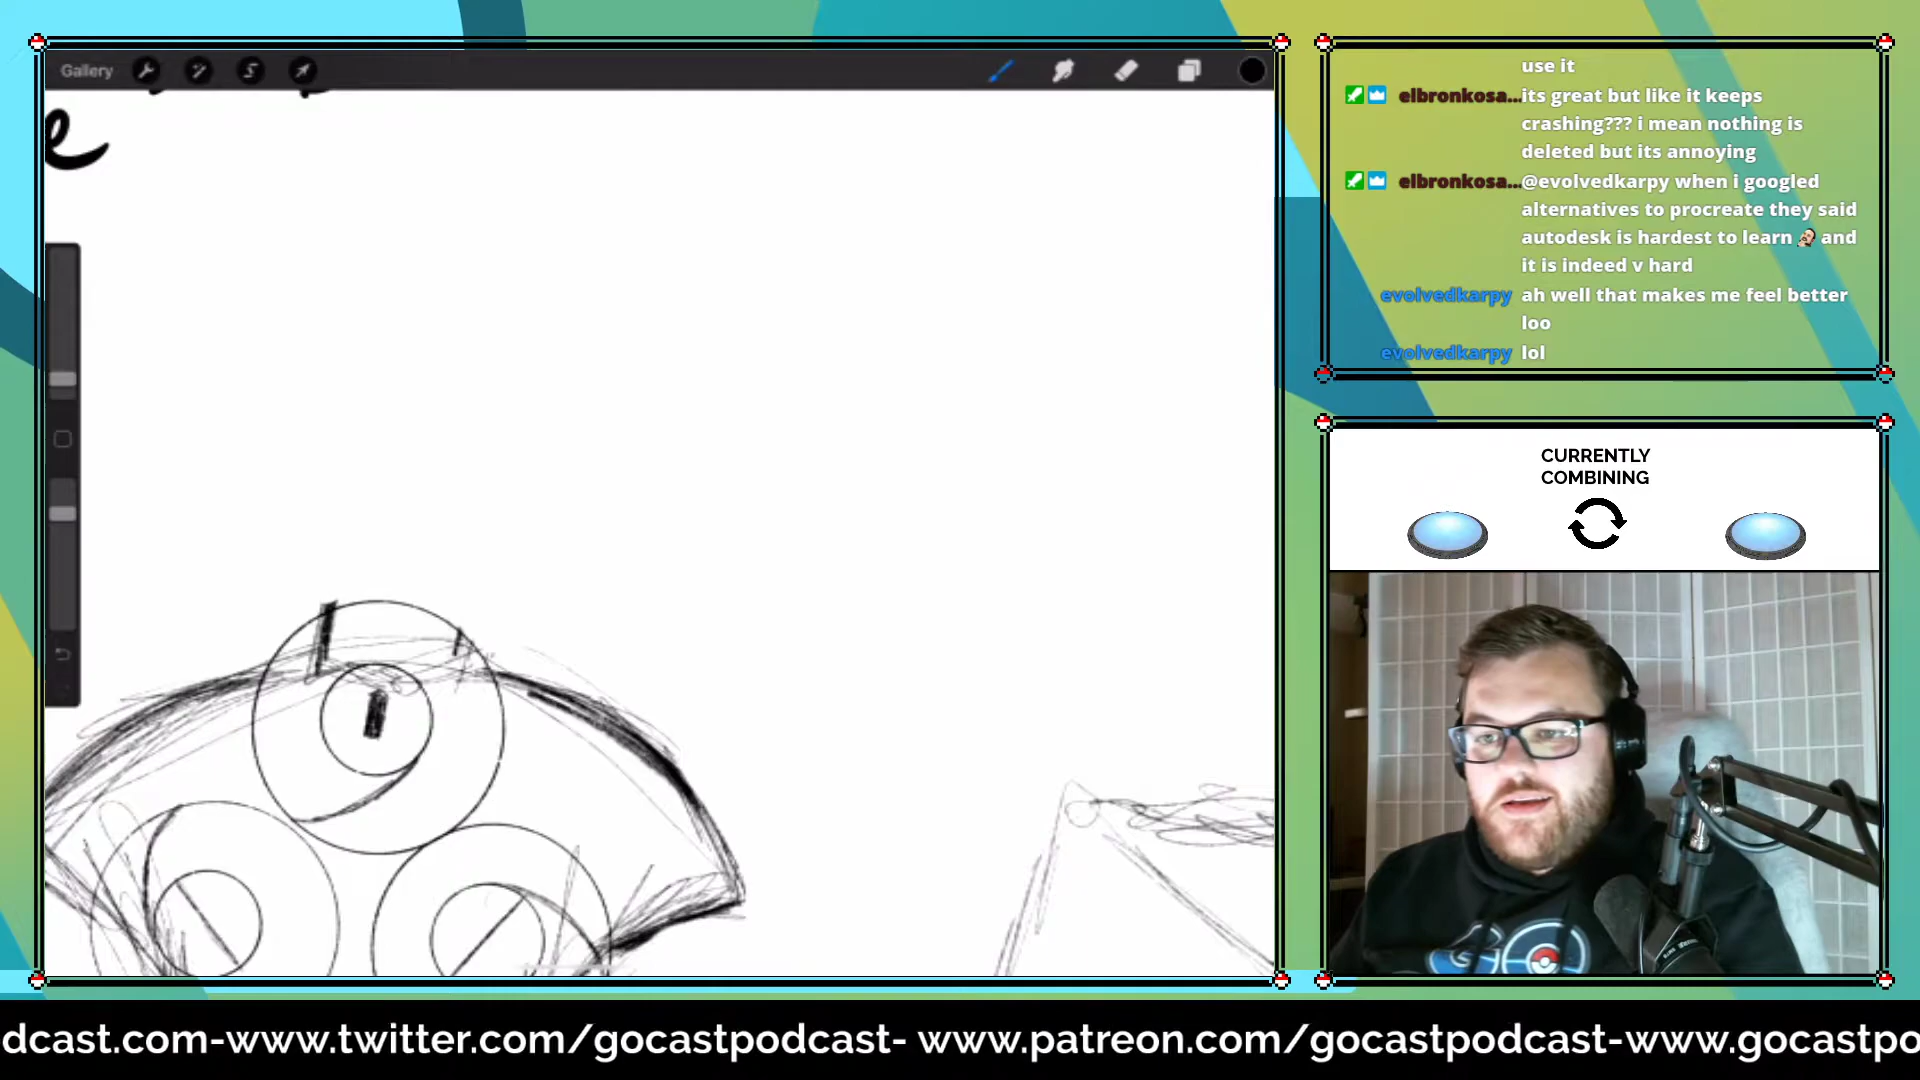 Gallery
e
use it
elbronkosa... its great but like it keeps
crashing??? i mean nothing is
deleted but its annoying
elbronkosa... @evolvedkarpy when i googled
alternatives to procreate they said
autodesk is hardest to learn and
it is indeed v hard
evolvedkarpy ah well that makes me feel better
loo
evolvedkarpy lol
CURRENTLY
COMBINING
GO
dcast.com-www.twitter.com/gocastpodcast- www.patreon.com/gocastpodcast-www.gocastpo